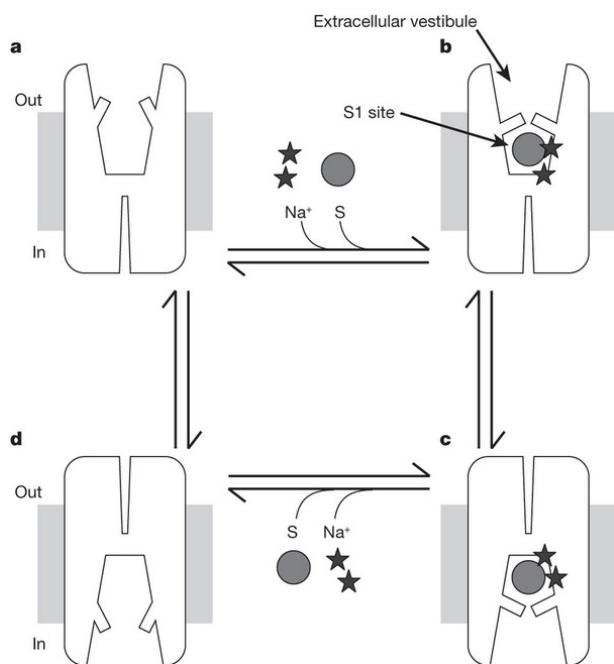 Extracellular vestibule
a
b
Out
S1 site
Na⁺
S
In
d
c
Out
S
Na⁺
In